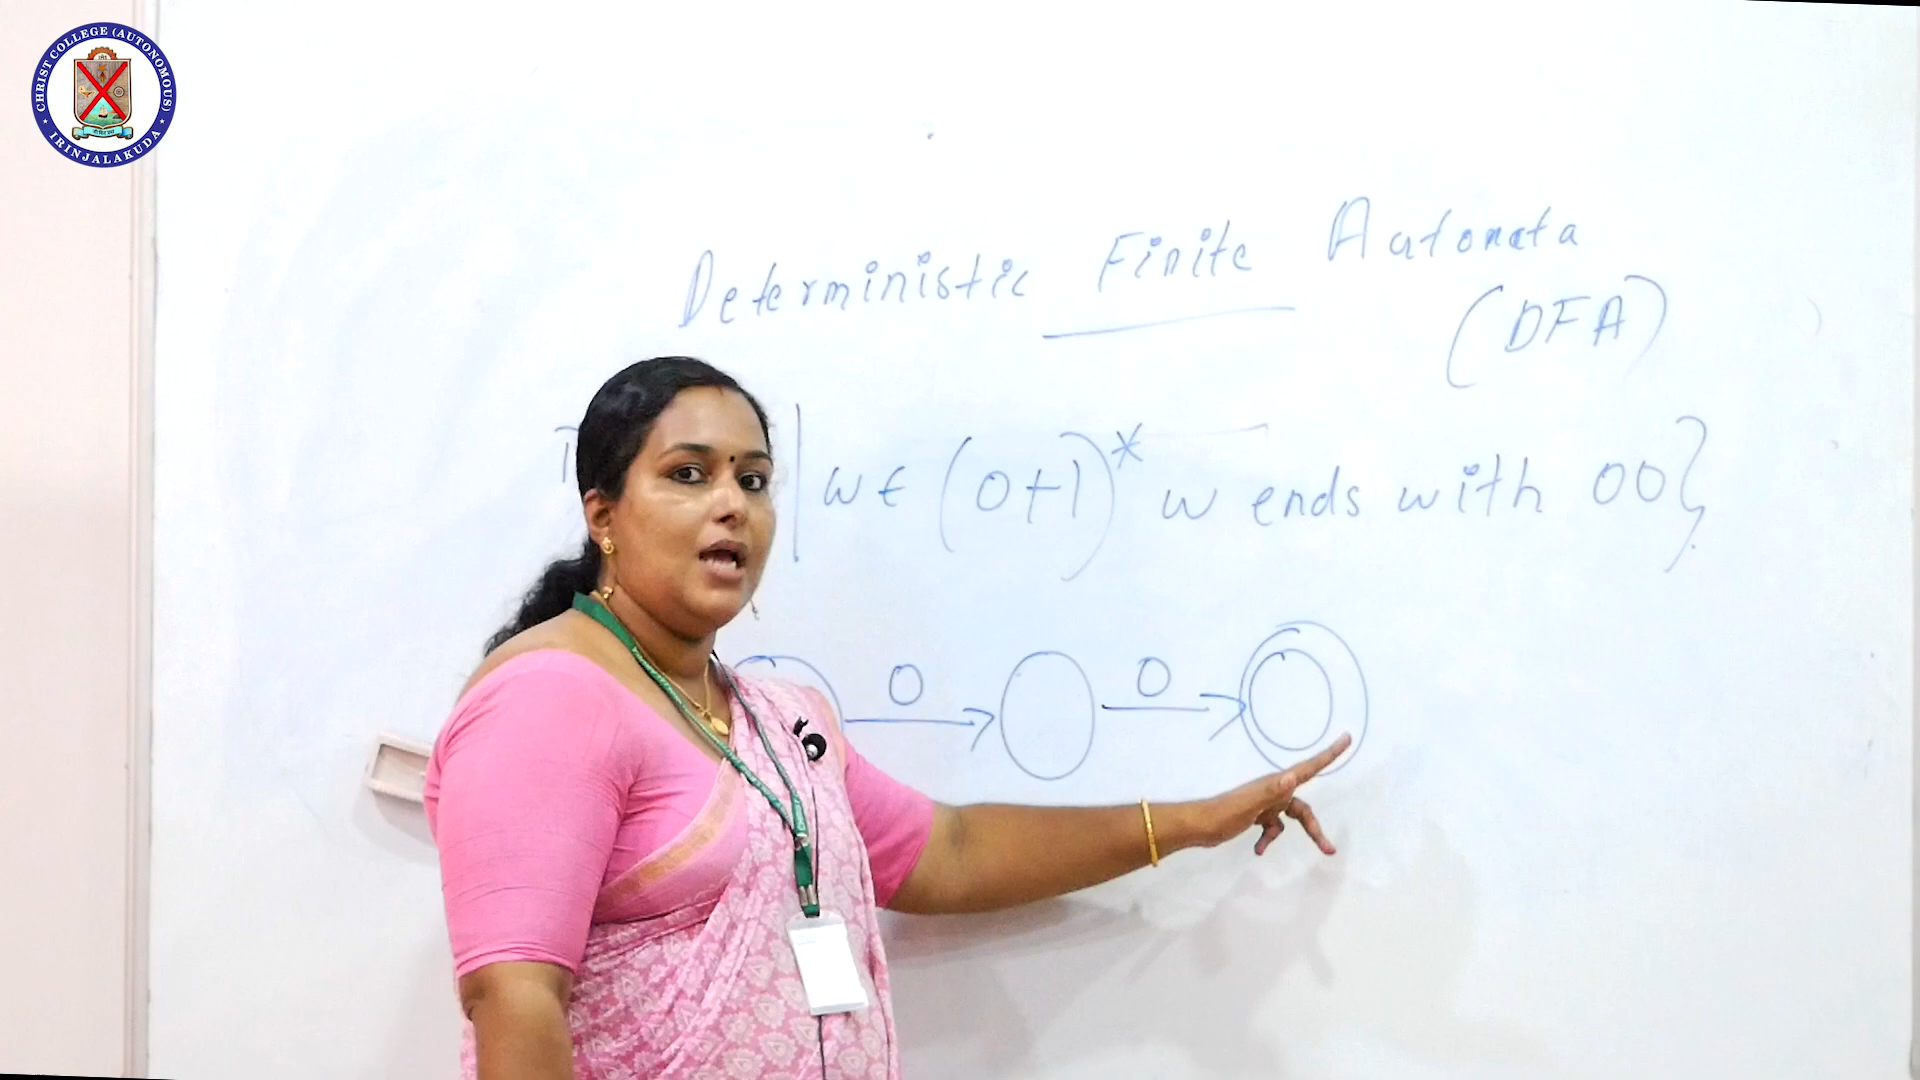 CHRIST COLLEGE (AUTONOMOUS)
IRINJALAKUDA
Deterministic Finite Automata
(DFA)
| w ∈ (0+1)* w ends with 00}
0 0